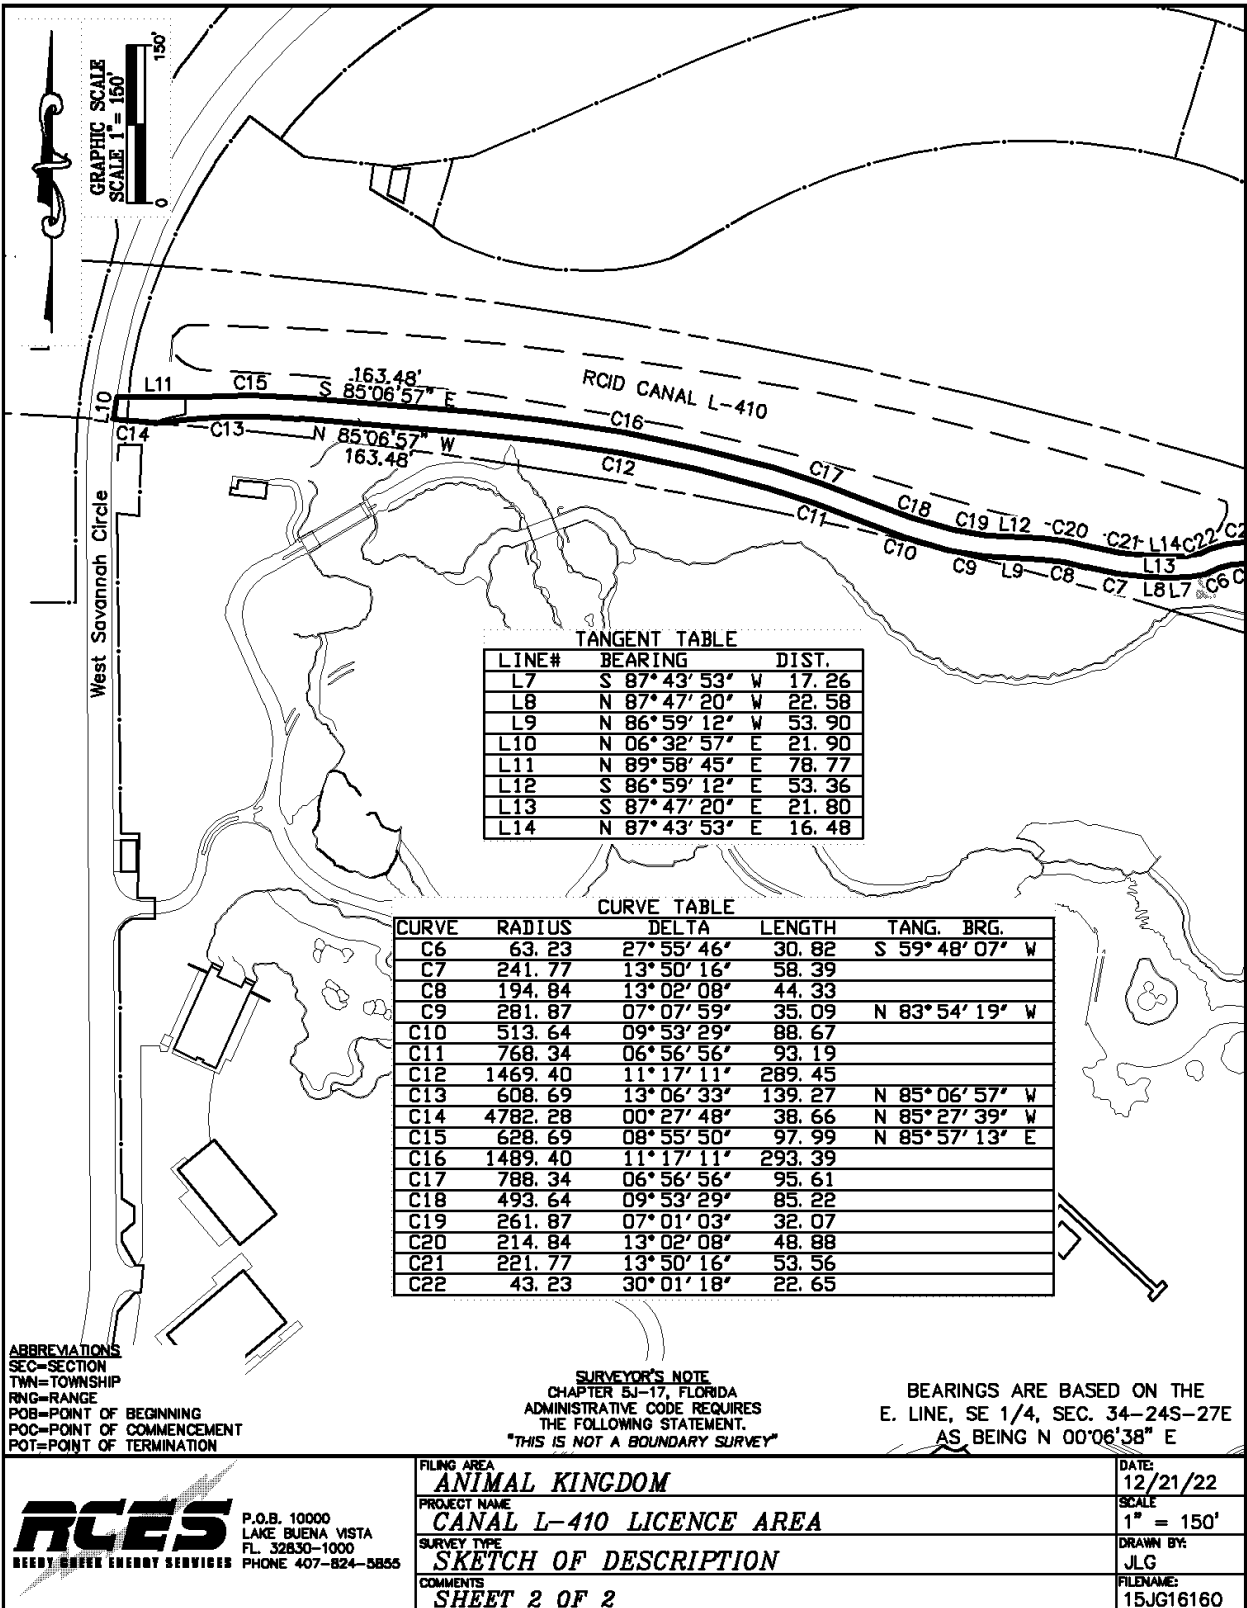 GRAPHIC SCALE
SCALE 1"= 150'
0
150'
RCID CANAL L-410
L10
L11
C15
163.48'
S 85°06'57" E
C16
C17
C18
C19
L12
C20
C21
L14
C22
C14
C13
N 85°06'57" W
163.48'
C12
C11
C10
C9
L9
C8
C7
L13
L8
L7
C6
West Savannah Circle
TANGENT TABLE
LINE# BEARING DIST.
L7 S 87°43'53" W 17.26
L8 N 87°47'20" W 22.58
L9 N 86°59'12" W 53.90
L10 N 06°32'57" E 21.90
L11 N 89°58'45" E 78.77
L12 S 86°59'12" E 53.36
L13 S 87°47'20" E 21.80
L14 N 87°43'53" E 16.48
CURVE TABLE
CURVE RADIUS DELTA LENGTH TANG. BRG.
C6 63.23 27°55'46" 30.82 S 59°48'07" W
C7 241.77 13°50'16" 58.39
C8 194.84 13°02'08" 44.33
C9 281.87 07°07'59" 35.09 N 83°54'19" W
C10 513.64 09°53'29" 88.67
C11 768.34 06°56'56" 93.19
C12 1469.40 11°17'11" 289.45
C13 608.69 13°06'33" 139.27 N 85°06'57" W
C14 4782.28 00°27'48" 38.66 N 85°27'39" W
C15 628.69 08°55'50" 97.99 N 85°57'13" E
C16 1489.40 11°17'11" 293.39
C17 788.34 06°56'56" 95.61
C18 493.64 09°53'29" 85.22
C19 261.87 07°01'03" 32.07
C20 214.84 13°02'08" 48.88
C21 221.77 13°50'16" 53.56
C22 43.23 30°01'18" 22.65
ABBREVIATIONS
SEC=SECTION
TWN=TOWNSHIP
RNG=RANGE
POB=POINT OF BEGINNING
POC=POINT OF COMMENCEMENT
POT=POINT OF TERMINATION
SURVEYOR'S NOTE
CHAPTER 5J-17, FLORIDA
ADMINISTRATIVE CODE REQUIRES
THE FOLLOWING STATEMENT.
"THIS IS NOT A BOUNDARY SURVEY"
BEARINGS ARE BASED ON THE
E. LINE, SE 1/4, SEC. 34-24S-27E
AS BEING N 00°06'38" E
RCES
REEDY CREEK ENERGY SERVICES
P.O.B. 10000
LAKE BUENA VISTA
FL. 32830-1000
PHONE 407-824-5855
FILING AREA
ANIMAL KINGDOM
PROJECT NAME
CANAL L-410 LICENCE AREA
SURVEY TYPE
SKETCH OF DESCRIPTION
COMMENTS
SHEET 2 OF 2
DATE:
12/21/22
SCALE
1" = 150'
DRAWN BY:
JLG
FILENAME:
15JG16160